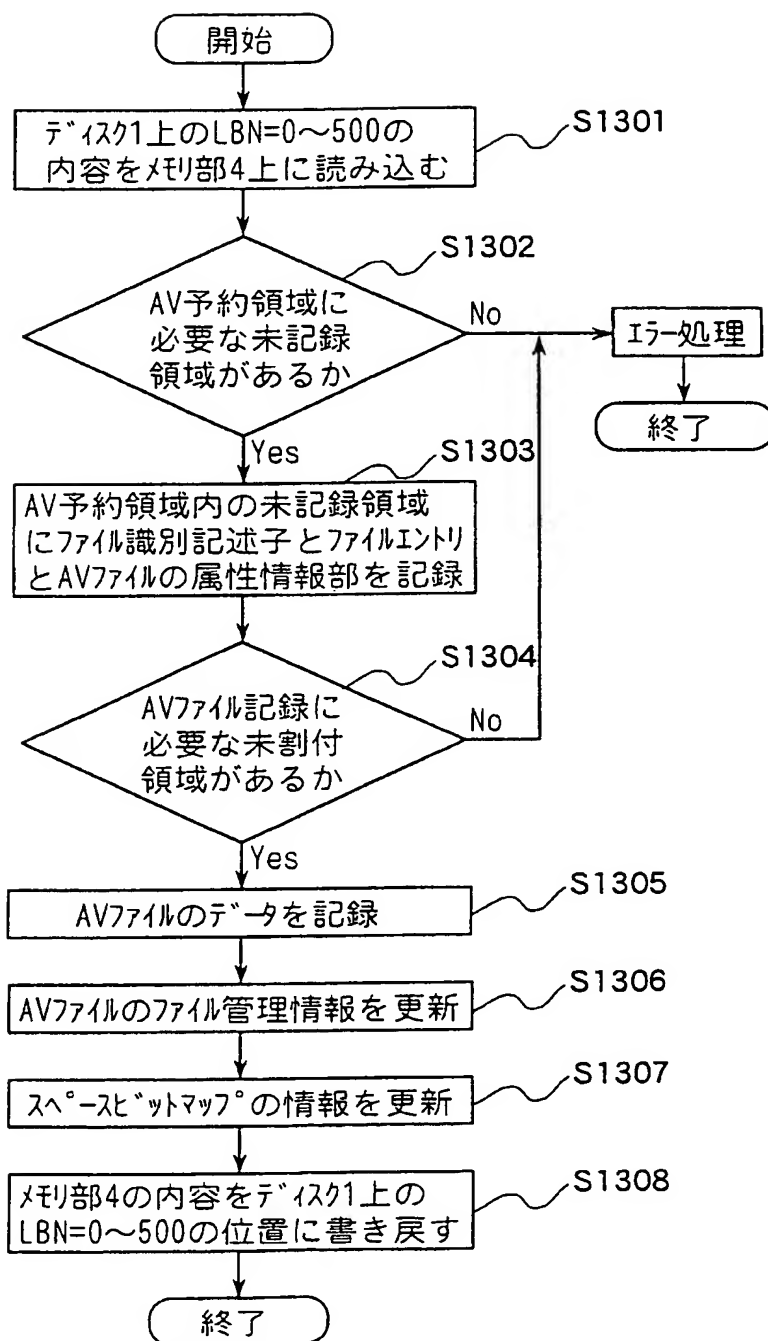 開始
ディスク1上のLBN=0～500の
内容をメモリ部4上に読み込む
S1301
S1302
AV予約領域に
必要な未記録
領域があるか
No
エラー処理
終了
Yes
S1303
AV予約領域内の未記録領域
にファイル識別記述子とファイルエントリ
とAVファイルの属性情報部を記録
S1304
AVファイル記録に
必要な未割付
領域があるか
No
Yes
S1305
AVファイルのデータを記録
S1306
AVファイルのファイル管理情報を更新
S1307
スペースビットマップの情報を更新
S1308
メモリ部4の内容をディスク1上の
LBN=0～500の位置に書き戻す
終了